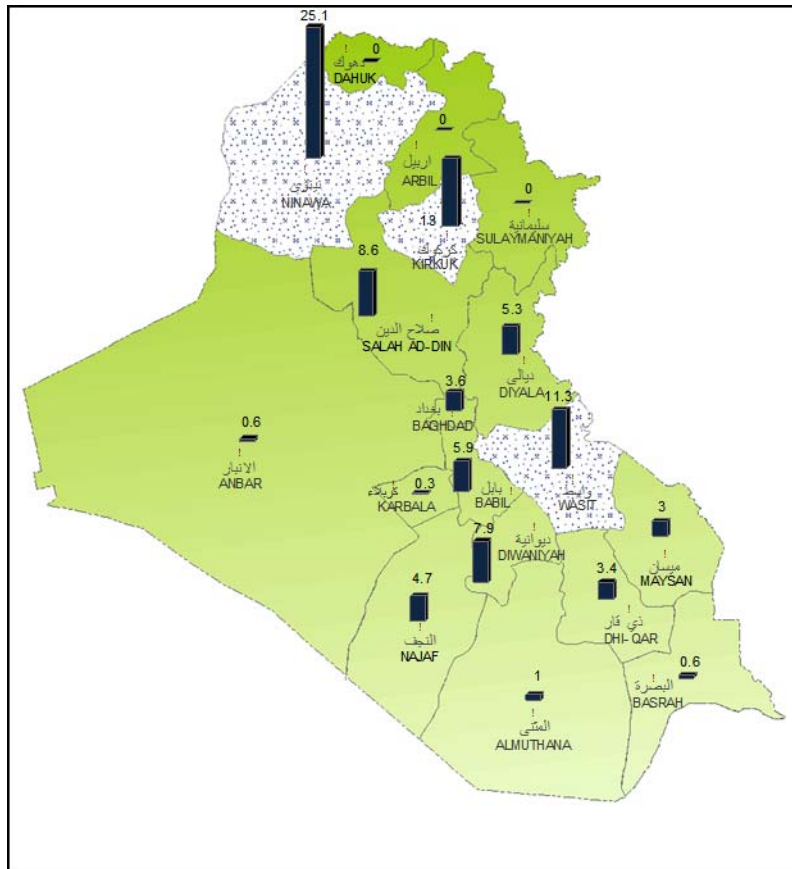 25.1
0
دهوك
DAHUK
0
اربيل
ARBIL
نينوى
NINAWA
13
كركوك
KIRKUK
0
سليمانية
SULAYMANIYAH
8.6
صلاح الدين
SALAH AD-DIN
5.3
ديالى
DIYALA
3.6
بغداد
BAGHDAD
11.3
واسط
WASIT
0.6
الانبار
ANBAR
5.9
بابل
BABIL
0.3
كربلاء
KARBALA
7.9
ديوانية
DIWANIYAH
3
ميسان
MAYSAN
4.7
النجف
NAJAF
3.4
ذي قار
DHI-QAR
1
المثنى
ALMUTHANA
0.6
البصرة
BASRAH